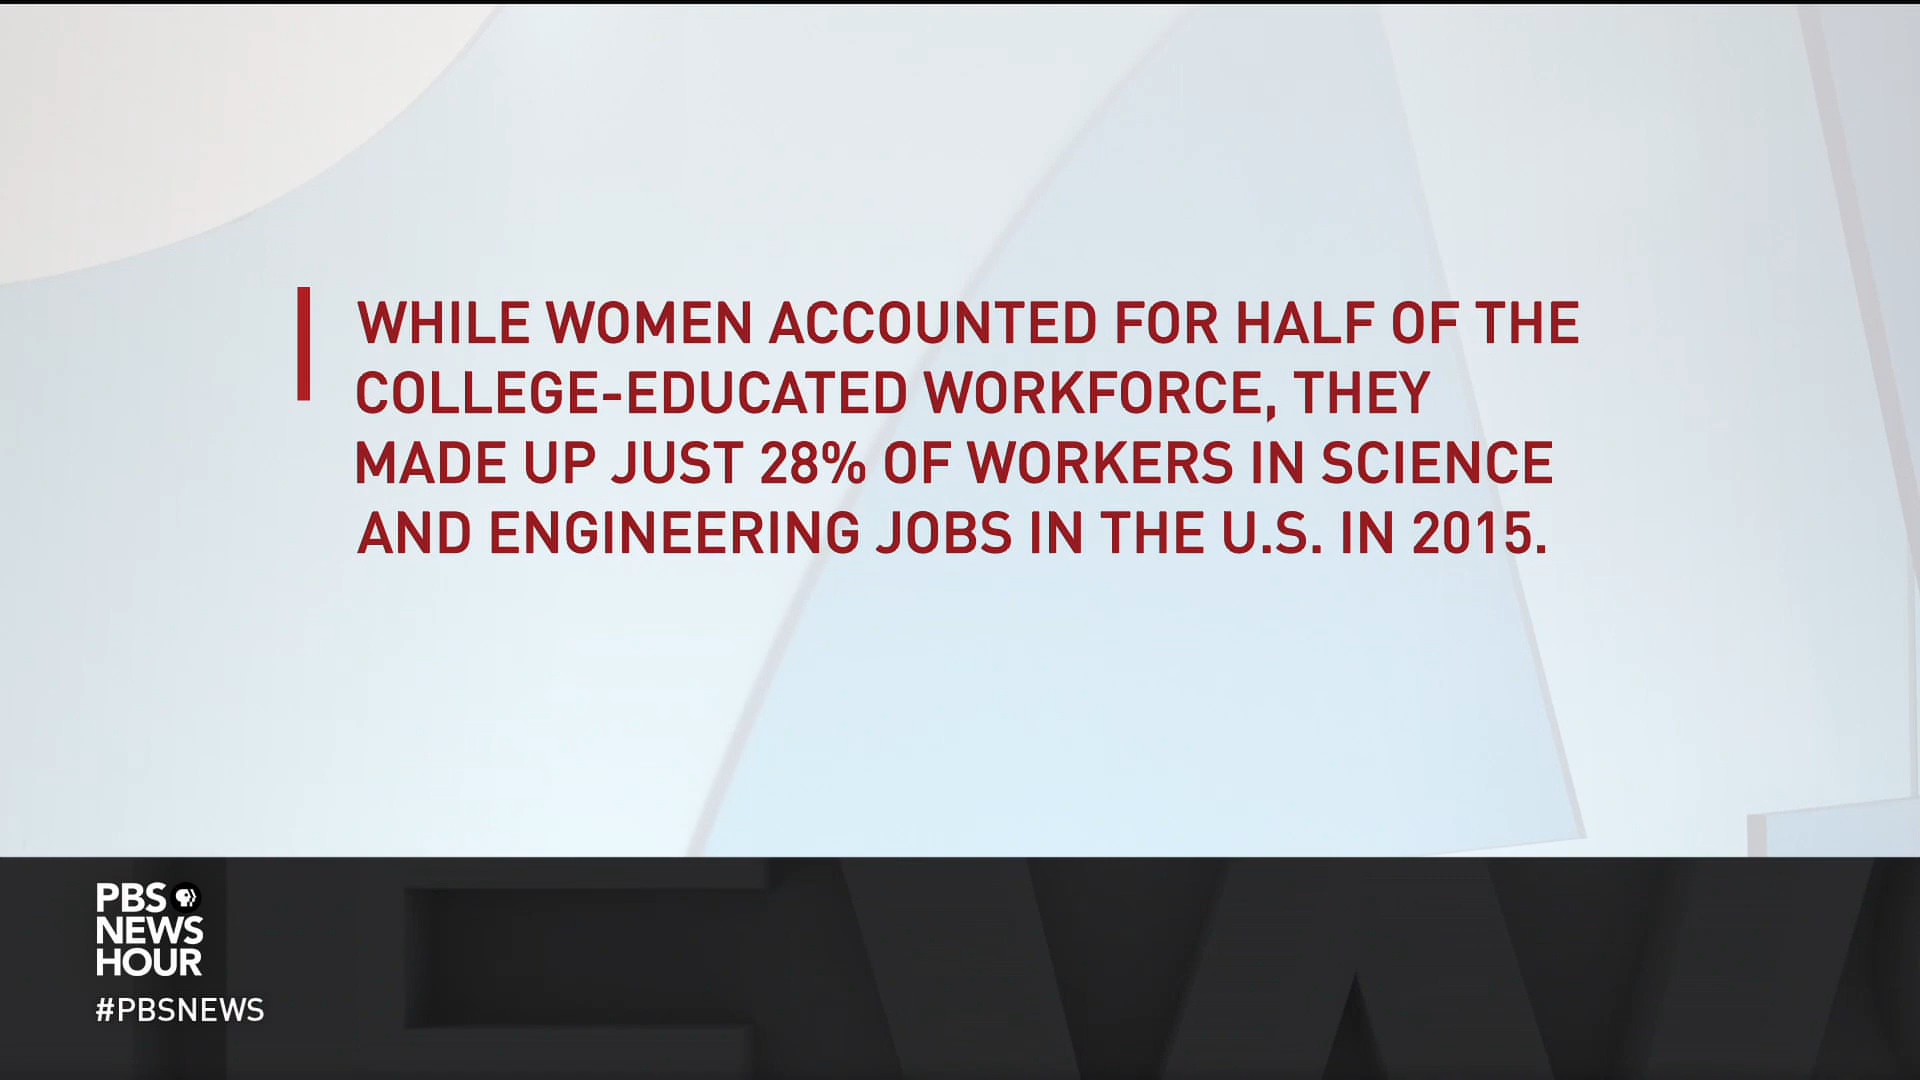 WHILE WOMEN ACCOUNTED FOR HALF OF THE
COLLEGE-EDUCATED WORKFORCE, THEY
MADE UP JUST 28% OF WORKERS IN SCIENCE
AND ENGINEERING JOBS IN THE U.S. IN 2015.
PBS
NEWS
HOUR
#PBSNEWS